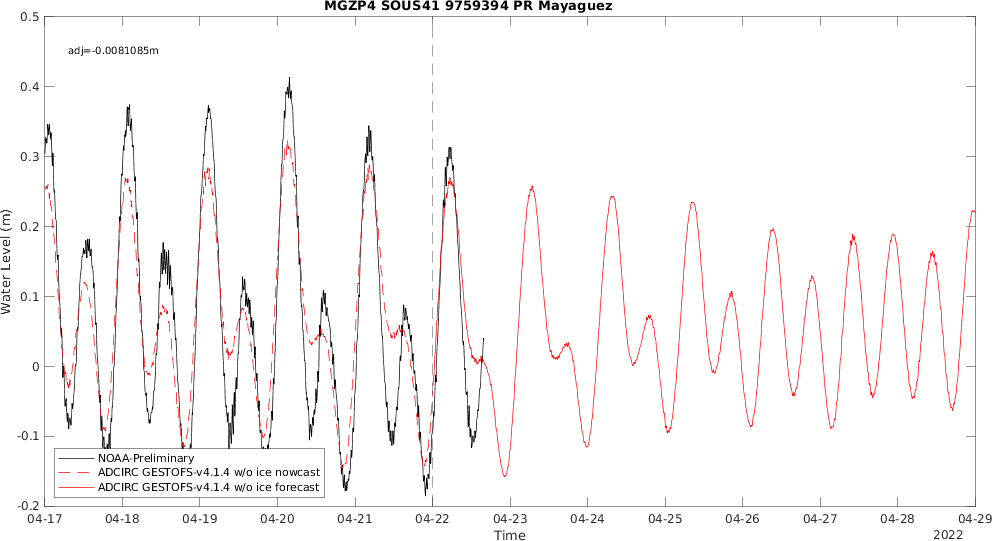 MGZP4 SOUS41 9759394 PR Mayaguez
adj=-0.0081085m
0.5
0.4
0.3
0.2
0.1
0
-0.1
-0.2
Water Level (m)
NOAA-Preliminary
ADCIRC GESTOFS-v4.1.4 w/o ice nowcast
ADCIRC GESTOFS-v4.1.4 w/o ice forecast
04-17 04-18 04-19 04-20 04-21 04-22 04-23 04-24 04-25 04-26 04-27 04-28 04-29
Time
2022